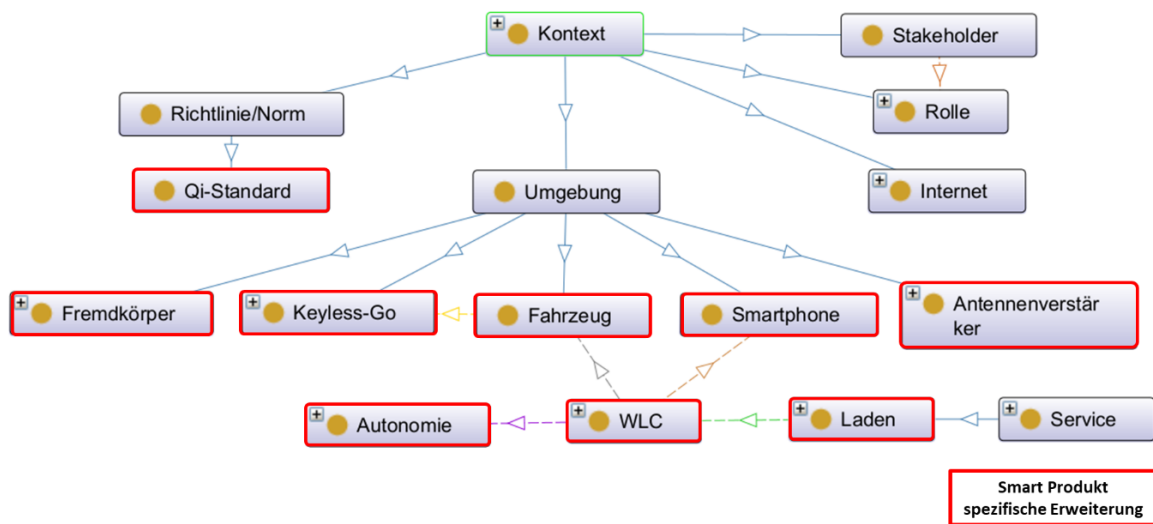 Kontext
Stakeholder
Richtlinie/Norm
Rolle
Qi-Standard
Umgebung
Internet
Fremdkörper
Keyless-Go
Fahrzeug
Smartphone
Antennenverstär
ker
Autonomie
WLC
Laden
Service
Smart Produkt
spezifische Erweiterung